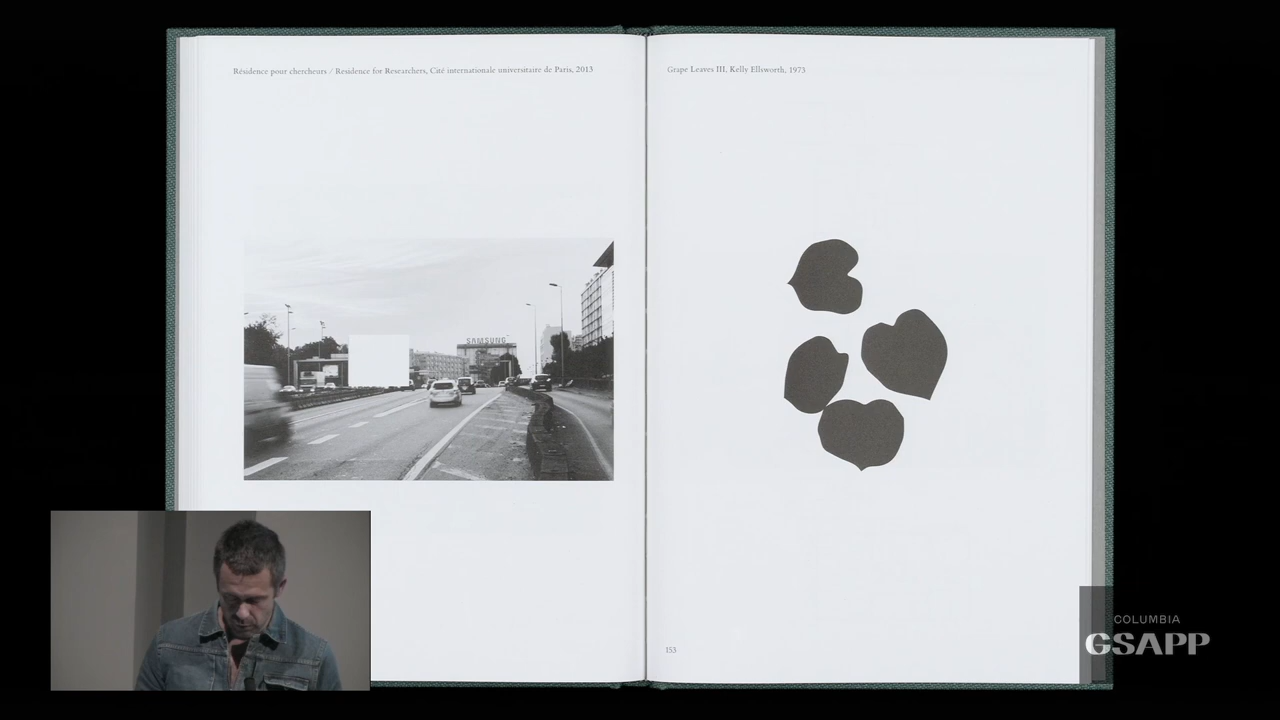 Résidence pour chercheurs / Residence for Researchers, Cité internationale universitaire de Paris, 2013
Grape Leaves III, Kelly Ellsworth, 1973
SAMSUNG
153
COLUMBIA
GSAPP